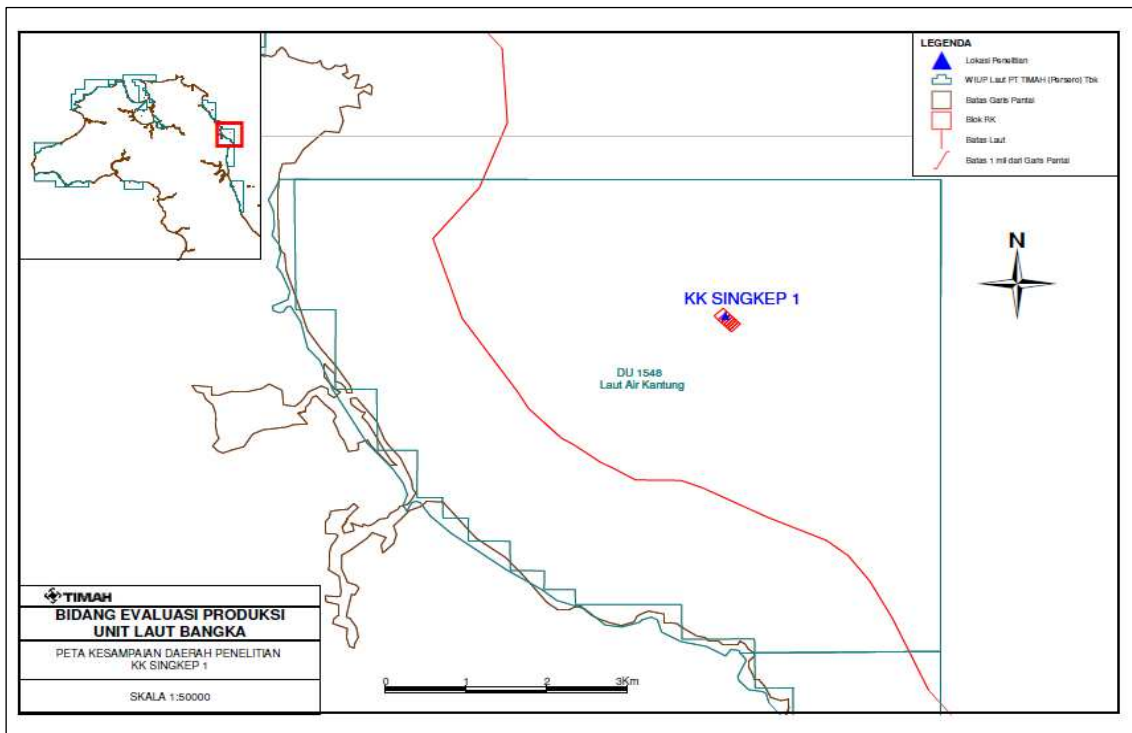 LEGENDA
Lokasi Penelitian
WIUP Laut PT TIMAH (Persero) Tbk
Batas Garis Pantai
Blok RK
Batas Laut
Batas 1 mil dari Garis Pantai
N
KK SINGKEP 1
DU 1548
Laut Air Kantung
TIMAH
BIDANG EVALUASI PRODUKSI
UNIT LAUT BANGKA
PETA KESAMPAIAN DAERAH PENELITIAN
KK SINGKEP 1
SKALA 1:50000
0 1 2 3Km